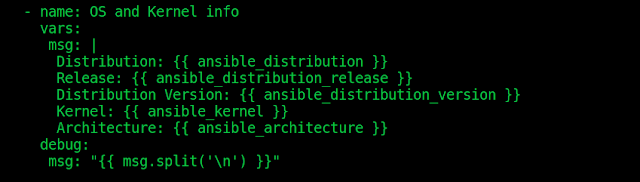 - name: OS and Kernel info
vars:
msg: |
Distribution: {{ ansible_distribution }}
Release: {{ ansible_distribution_release }}
Distribution Version: {{ ansible_distribution_version }}
Kernel: {{ ansible_kernel }}
Architecture: {{ ansible_architecture }}
debug:
msg: "{{ msg.split('\n') }}"